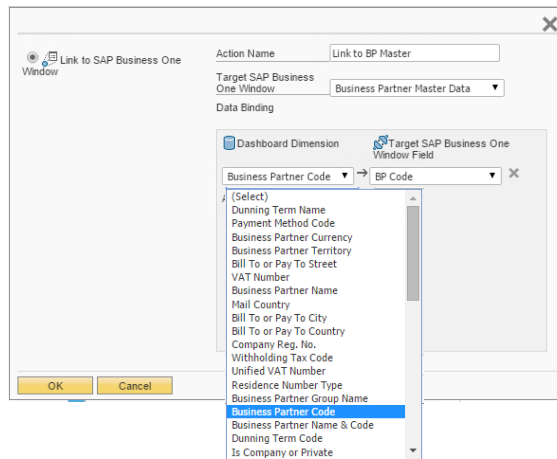 Link to SAP Business One
Window
Action Name
Link to BP Master
Target SAP Business
One Window
Business Partner Master Data
Data Binding
Dashboard Dimension
Target SAP Business One
Window Field
Business Partner Code
BP Code
(Select)
Dunning Term Name
Payment Method Code
Business Partner Currency
Business Partner Territory
Bill To or Pay To Street
VAT Number
Business Partner Name
Mail Country
Bill To or Pay To City
Bill To or Pay To Country
Company Reg. No.
Withholding Tax Code
Unified VAT Number
Residence Number Type
Business Partner Group Name
Business Partner Code
Business Partner Name & Code
Dunning Term Code
Is Company or Private
OK
Cancel